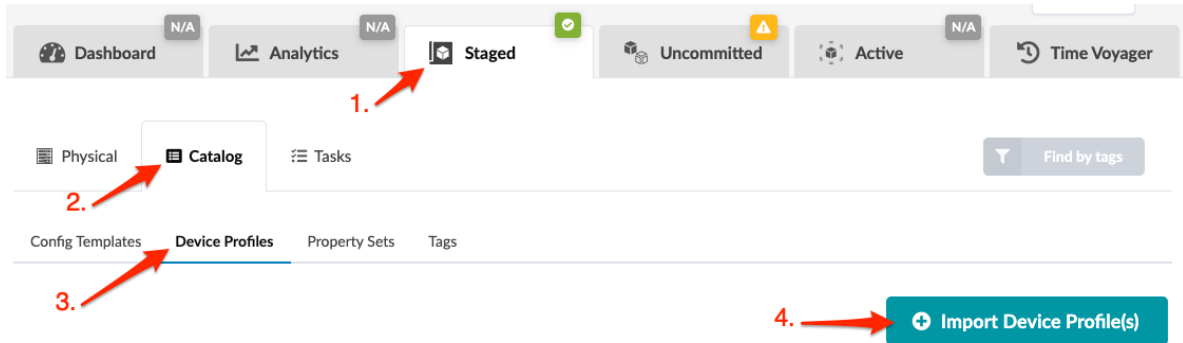 N/A N/A N/A
Dashboard Analytics Staged Uncommitted Active Time Voyager
1.
Physical Catalog Tasks Find by tags
2.
Config Templates Device Profiles Property Sets Tags
3.
4. Import Device Profile(s)